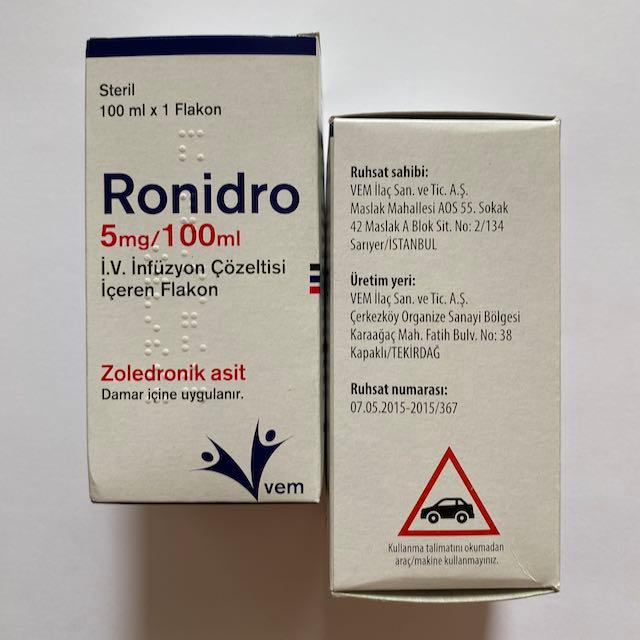 Steril
100 ml x 1 Flakon
Ronidro
5mg/100ml
İ.V. İnfüzyon Çözeltisi
İçeren Flakon
Zoledronik asit
Damar içine uygulanır.
vem
Ruhsat sahibi:
VEM İlaç San. ve Tic. A.Ş.
Maslak Mahallesi AOS 55. Sokak
42 Maslak A Blok Sit. No: 2/134
Sarıyer/İSTANBUL
Üretim yeri:
VEM İlaç San. ve Tic. A.Ş.
Çerkezköy Organize Sanayi Bölgesi
Karaağaç Mah. Fatih Bulv. No: 38
Kapaklı/TEKİRDAĞ
Ruhsat numarası:
07.05.2015-2015/367
Kullanma talimatını okumadan
araç/makine kullanmayınız.